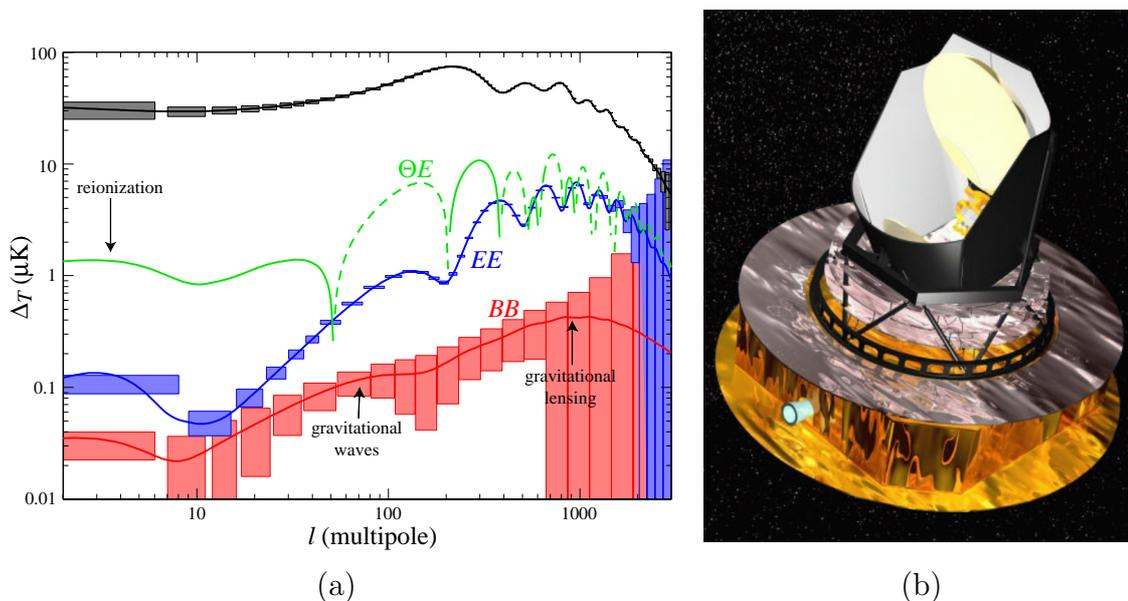 100
10
1
0.1
0.01
Δ_T (μK)
reionization
ΘE
EE
BB
gravitational
waves
gravitational
lensing
10
100
1000
l (multipole)
(a)
(b)